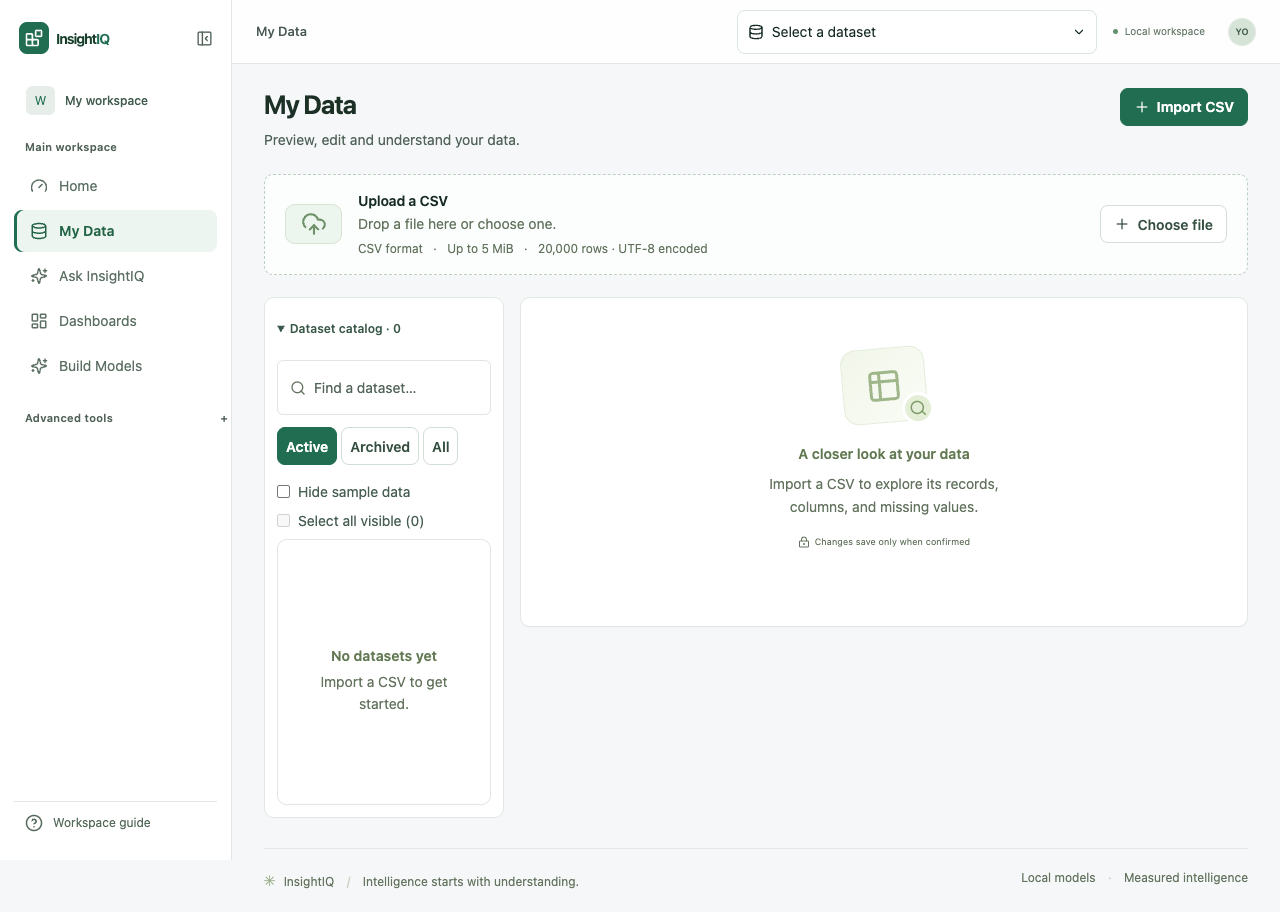 InsightIQ
My Data
Select a dataset
Local workspace
YO
W
My workspace
Main workspace
Home
My Data
Ask InsightIQ
Dashboards
Build Models
Advanced tools
+
Workspace guide
My Data
Import CSV
Preview, edit and understand your data.
Upload a CSV
Drop a file here or choose one.
CSV format · Up to 5 MiB · 20,000 rows · UTF-8 encoded
Choose file
Dataset catalog · 0
Find a dataset...
Active
Archived
All
Hide sample data
Select all visible (0)
No datasets yet
Import a CSV to get
started.
A closer look at your data
Import a CSV to explore its records,
columns, and missing values.
Changes save only when confirmed
InsightIQ / Intelligence starts with understanding.
Local models · Measured intelligence